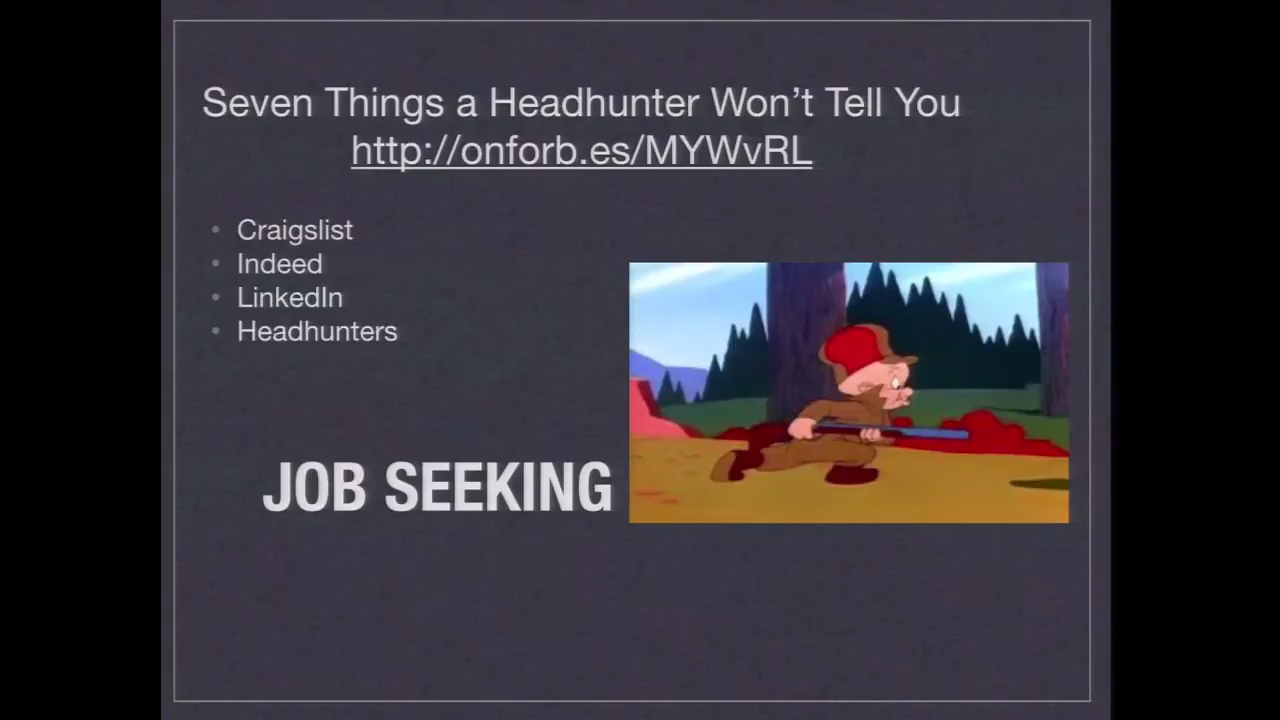 Seven Things a Headhunter Won't Tell You
http://onforb.es/MYWvRL
• Craigslist
• Indeed
• LinkedIn
• Headhunters
JOB SEEKING